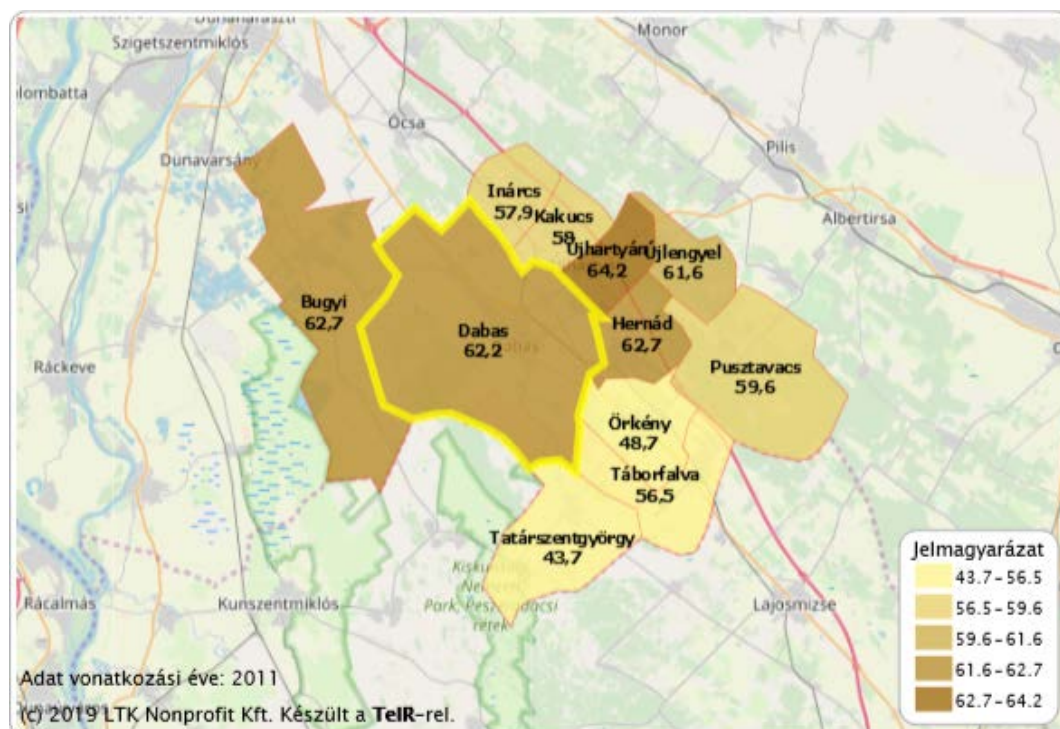 Dunaharaszti
Szigetszentmiklós
Monor
Ócsa
Dunavarsány
Pilis
Inárcs
57,9
Kakucs
58
Albertirsa
Újhartyán
64,2
Újlengyel
61,6
Bugyi
62,7
Dabas
62,2
Hernád
62,7
Pusztavacs
59,6
Ráckeve
Örkény
48,7
Táborfalva
56,5
Tatárszentgyörgy
43,7
Rácalmás
Kunszentmiklós
Lajosmizse
Jelmagyarázat
43.7-56.5
56.5-59.6
59.6-61.6
61.6-62.7
62.7-64.2
Adat vonatkozási éve: 2011
(c) 2019 LTK Nonprofit Kft. Készült a TeIR-rel.